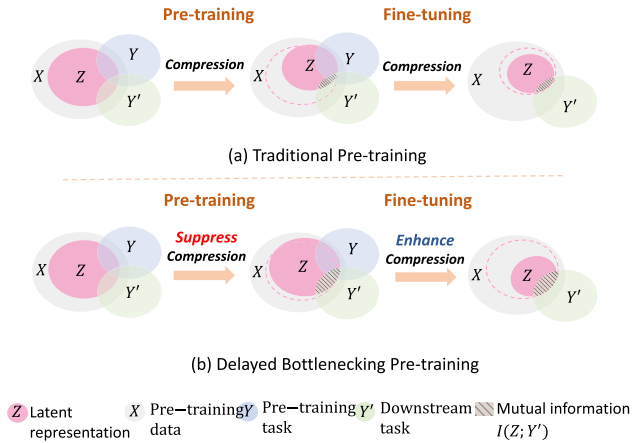 Pre-training Fine-tuning
X Z Y Y′ Compression X Z Y Y′ Compression X Z Y′
(a) Traditional Pre-training
Pre-training Fine-tuning
Suppress Enhance
X Z Y Y′ Compression X Z Y Y′ Compression X Z Y′
(b) Delayed Bottlenecking Pre-training
Z Latent X Pre−training Y Pre−training Y′ Downstream Mutual information
representation data task task I(Z; Y′)